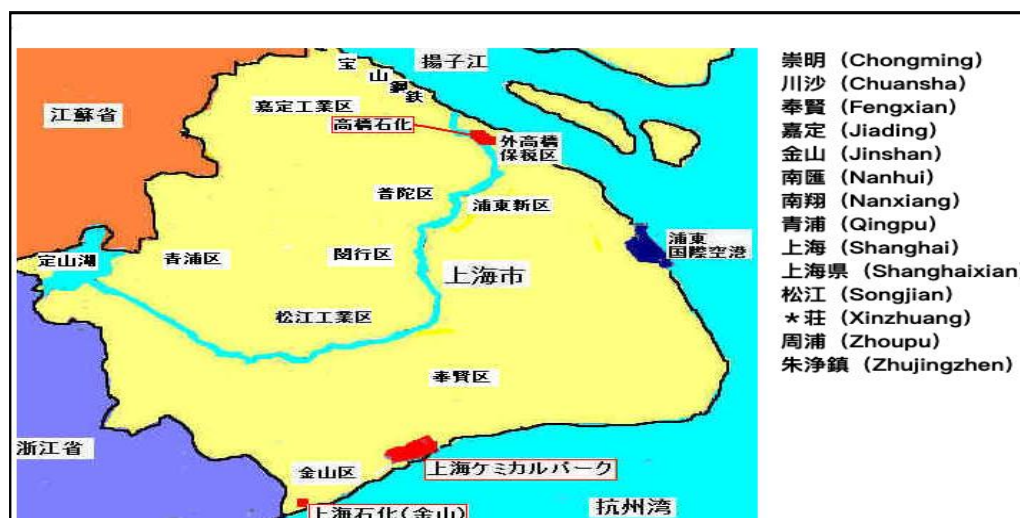 揚子江
宝山鋼鉄
江蘇省
嘉定工業区
高橋石化
外高橋
保税区
普陀区
浦東新区
定山湖
青浦区
閔行区
浦東
国際空港
上海市
松江工業区
奉賢区
浙江省
金山区
上海ケミカルパーク
上海石化(金山)
杭州湾
崇明 (Chongming)
川沙 (Chuansha)
奉賢 (Fengxian)
嘉定 (Jiading)
金山 (Jinshan)
南匯 (Nanhui)
南翔 (Nanxiang)
青浦 (Qingpu)
上海 (Shanghai)
上海県 (Shanghaixian)
松江 (Songjian)
*荘 (Xinzhuang)
周浦 (Zhoupu)
朱浄鎮 (Zhujingzhen)